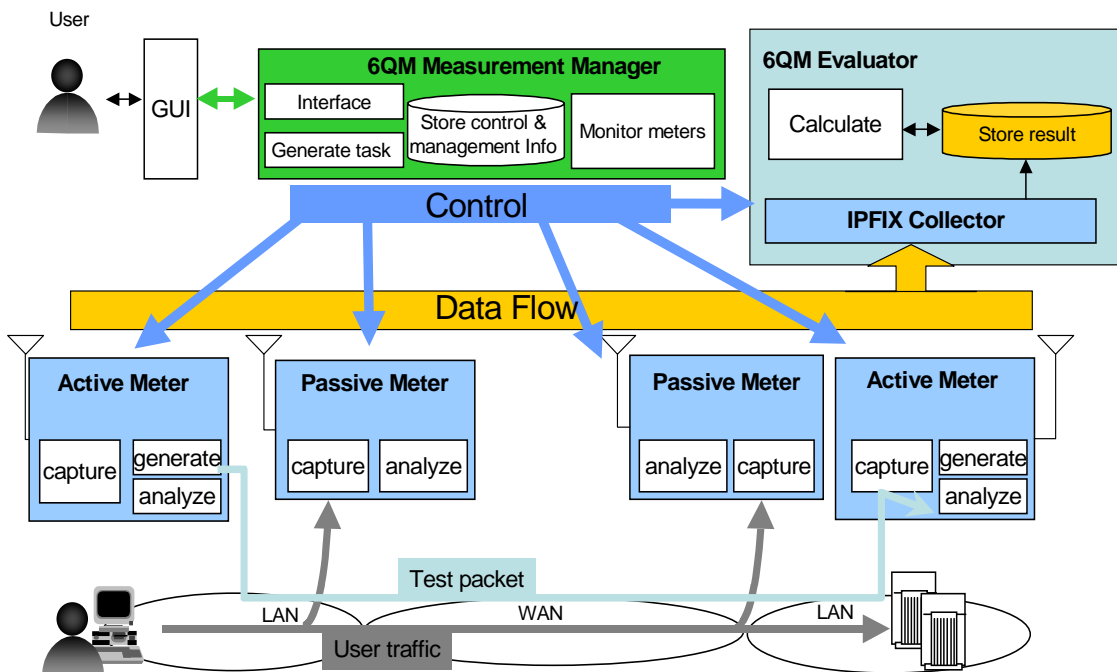 User
GUI
6QM Measurement Manager
Interface
Generate task
Store control &
management Info
Monitor meters
6QM Evaluator
Calculate
Store result
IPFIX Collector
Control
Data Flow
Active Meter
capture
generate
analyze
Passive Meter
capture
analyze
Passive Meter
analyze
capture
Active Meter
capture
generate
analyze
Test packet
LAN
WAN
LAN
User traffic